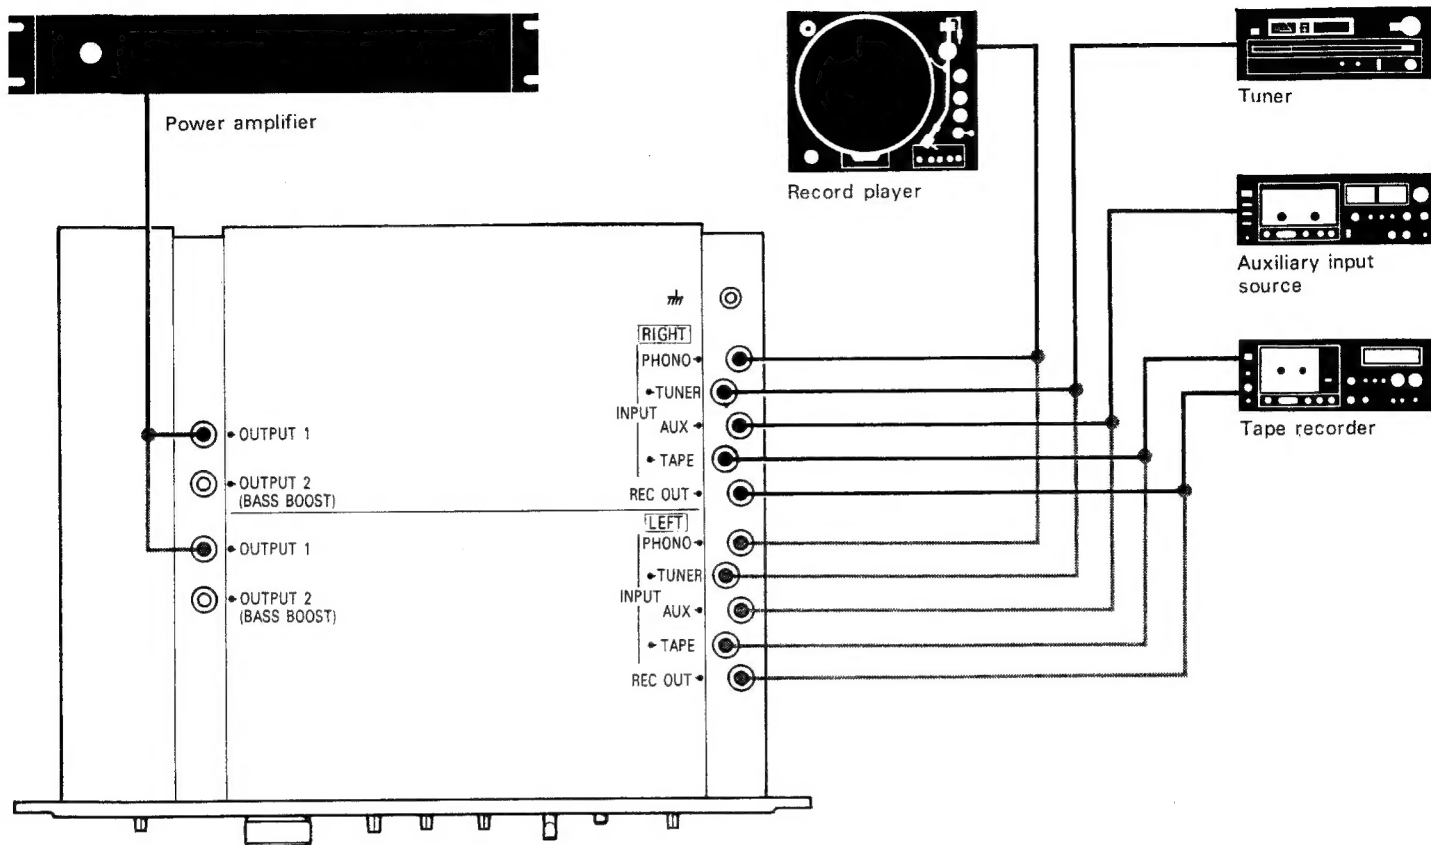 Power amplifier
Record player
Tuner
Auxiliary input
source
Tape recorder
RIGHT
PHONO
TUNER
INPUT
AUX
TAPE
REC OUT
OUTPUT 1
OUTPUT 2
(BASS BOOST)
LEFT
PHONO
TUNER
INPUT
AUX
TAPE
REC OUT
OUTPUT 1
OUTPUT 2
(BASS BOOST)